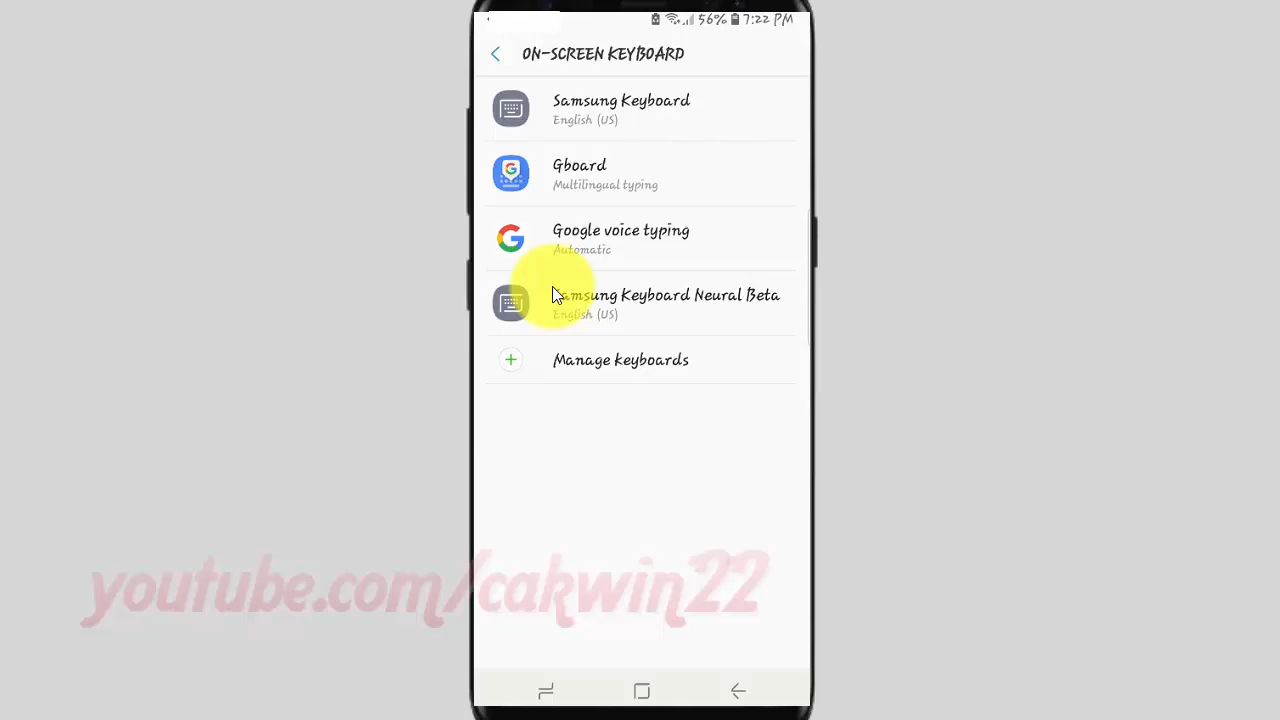 56% 7:22 PM
ON-SCREEN KEYBOARD
Samsung Keyboard
English (US)
Gboard
Multilingual typing
Google voice typing
Automatic
Samsung Keyboard Neural Beta
English (US)
Manage keyboards
youtube.com/cakwin22